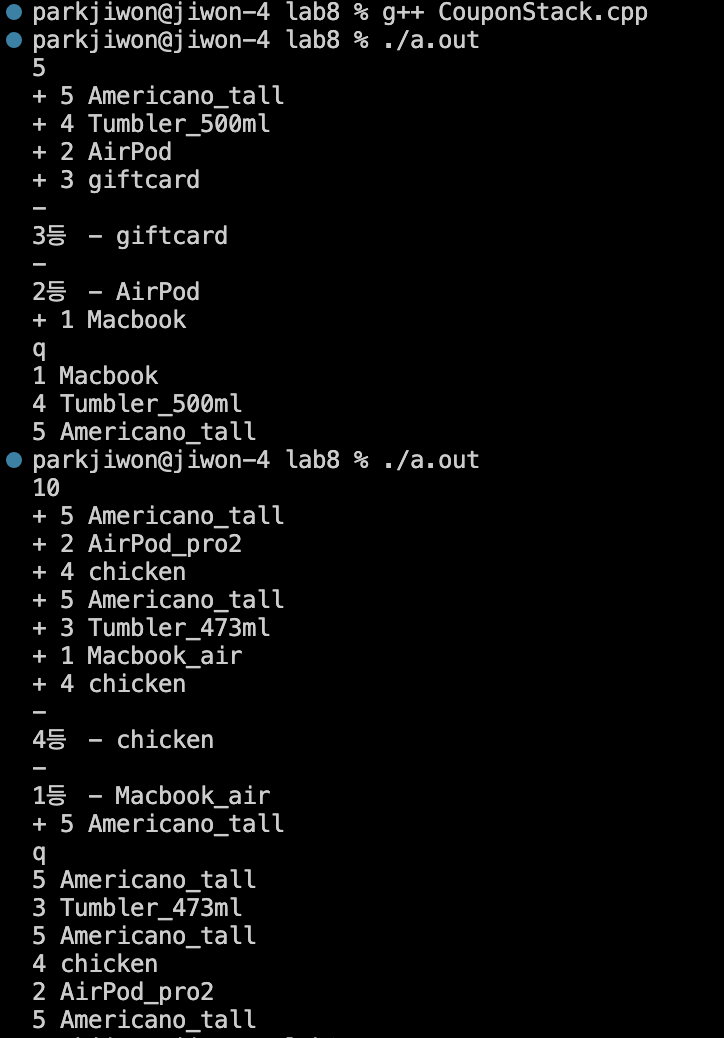 parkjiwon@jiwon-4 lab8 % g++ CouponStack.cpp
parkjiwon@jiwon-4 lab8 % ./a.out
5
+ 5 Americano_tall
+ 4 Tumbler_500ml
+ 2 AirPod
+ 3 giftcard
-
3등 - giftcard
-
2등 - AirPod
+ 1 Macbook
q
1 Macbook
4 Tumbler_500ml
5 Americano_tall
parkjiwon@jiwon-4 lab8 % ./a.out
10
+ 5 Americano_tall
+ 2 AirPod_pro2
+ 4 chicken
+ 5 Americano_tall
+ 3 Tumbler_473ml
+ 1 Macbook_air
+ 4 chicken
-
4등 - chicken
-
1등 - Macbook_air
+ 5 Americano_tall
q
5 Americano_tall
3 Tumbler_473ml
5 Americano_tall
4 chicken
2 AirPod_pro2
5 Americano_tall